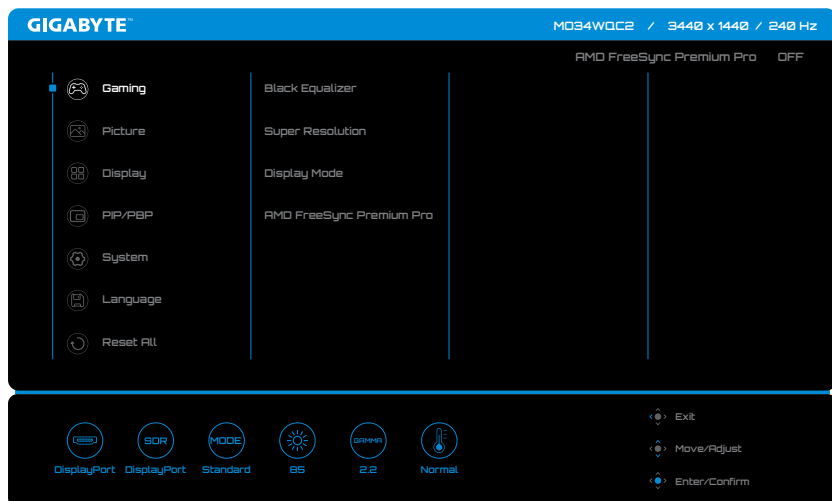 GIGABYTE™ MO34WQC2 / 3440 x 1440 / 240 Hz
AMD FreeSync Premium Pro OFF
Gaming Black Equalizer
Picture Super Resolution
Display Display Mode
PIP/PBP AMD FreeSync Premium Pro
System
Language
Reset All
Exit
SDR MODE GAMMA
Move/Adjust
DisplayPort DisplayPort Standard 85 2.2 Normal
Enter/Confirm